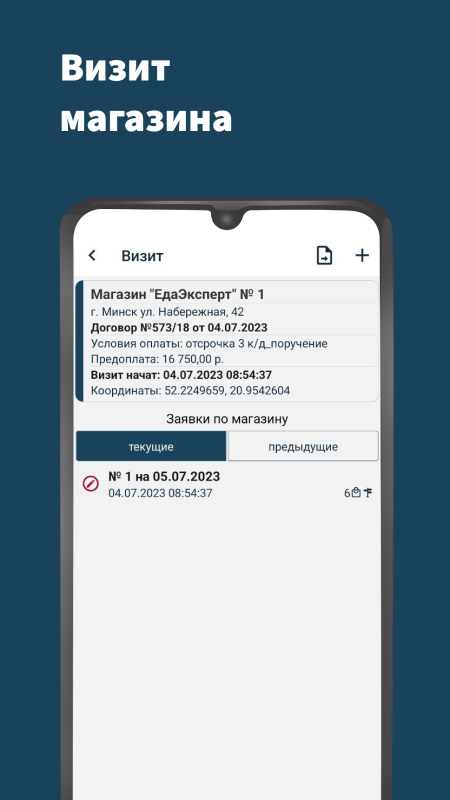 Визит
магазина
Визит
Магазин "ЕдаЭксперт" № 1
г. Минск ул. Набережная, 42
Договор №573/18 от 04.07.2023
Условия оплаты: отсрочка 3 к/д_поручение
Предоплата: 16 750,00 р.
Визит начат: 04.07.2023 08:54:37
Координаты: 52.2249659, 20.9542604
Заявки по магазину
текущие предыдущие
№ 1 на 05.07.2023
04.07.2023 08:54:37 6